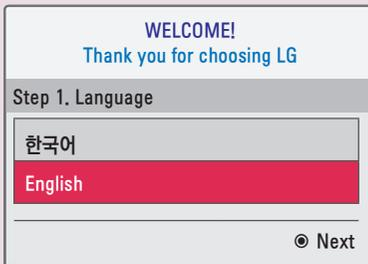 WELCOME!
Thank you for choosing LG
Step 1. Language
한국어
English
◉ Next